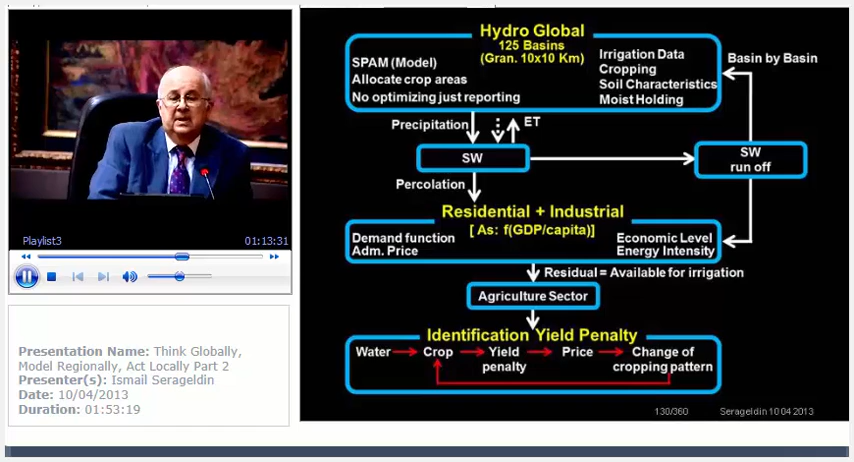 Playlist3
01:13:31
Presentation Name: Think Globally,
Model Regionally, Act Locally Part 2
Presenter(s): Ismail Serageldin
Date: 10/04/2013
Duration: 01:53:19
Hydro Global
125 Basins
(Gran. 10x10 Km)
SPAM (Model)
Allocate crop areas
No optimizing just reporting
Irrigation Data
Cropping
Soil Characteristics
Moist Holding
Basin by Basin
Precipitation
ET
SW
SW
run off
Percolation
Residential + Industrial
[ As: f(GDP/capita)]
Demand function
Adm. Price
Economic Level
Energy Intensity
Residual = Available for irrigation
Agriculture Sector
Identification Yield Penalty
Water
Crop
Yield
penalty
Price
Change of
cropping pattern
130/360
Serageldin 10 04 2013